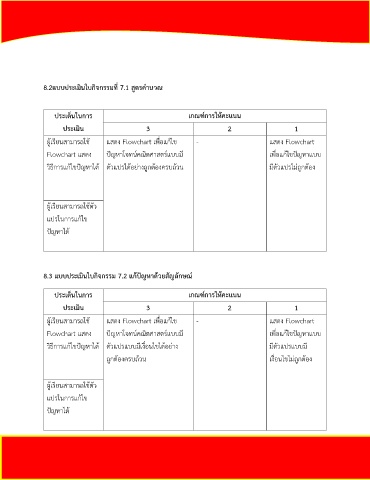 8.2แบบประเมินใบกิจกรรมที่ 7.1 สูตรคำนวณ
ประเด็นในการ เกณฑ์การให้คะแนน
ประเมิน 3 2 1
ผู้เรียนสามารถใช้ แสดง Flowchart เพื่อแก้ไข - แสดง Flowchart
Flowchart แสดง ปัญหาโจทย์คณิตศาสตร์แบบมี เพื่อแก้ไขปัญหาแบบ
วิธีการแก้ไขปัญหาได้ ตัวแปรได้อย่างถูกต้องครบถ้วน มีตัวแปรไม่ถูกต้อง
ผู้เรียนสามารถใช้ตัว
แปรในการแก้ไข
ปัญหาได้
8.3 แบบประเมินใบกิจกรรม 7.2 แก้ปัญหาด้วยสัญลักษณ์
ประเด็นในการ เกณฑ์การให้คะแนน
ประเมิน 3 2 1
ผู้เรียนสามารถใช้ แสดง Flowchart เพื่อแก้ไข - แสดง Flowchart
Flowchart แสดง ปัญหาโจทย์คณิตศาสตร์แบบมี เพื่อแก้ไขปัญหาแบบ
วิธีการแก้ไขปัญหาได้ ตัวแปรแบบมีเงื่อนไขได้อย่าง มีตัวแปรแบบมี
ถูกต้องครบถ้วน เงื่อนไขไม่ถูกต้อง
ผู้เรียนสามารถใช้ตัว
แปรในการแก้ไข
ปัญหาได้